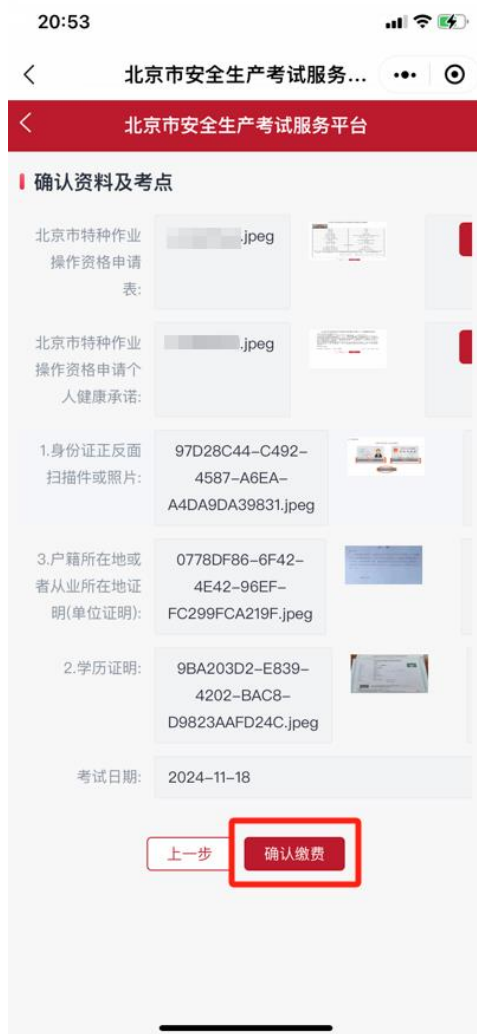 20:53
北京市安全生产考试服务...
北京市安全生产考试服务平台
确认资料及考点
北京市特种作业
操作资格申请
表:
.jpeg
北京市特种作业
操作资格申请个
人健康承诺:
.jpeg
1.身份证正反面
扫描件或照片:
97D28C44-C492-
4587-A6EA-
A4DA9DA39831.jpeg
3.户籍所在地或
者从业所在地证
明(单位证明):
0778DF86-6F42-
4E42-96EF-
FC299FCA219F.jpeg
2.学历证明:
9BA203D2-E839-
4202-BAC8-
D9823AAFD24C.jpeg
考试日期:
2024-11-18
上一步
确认缴费